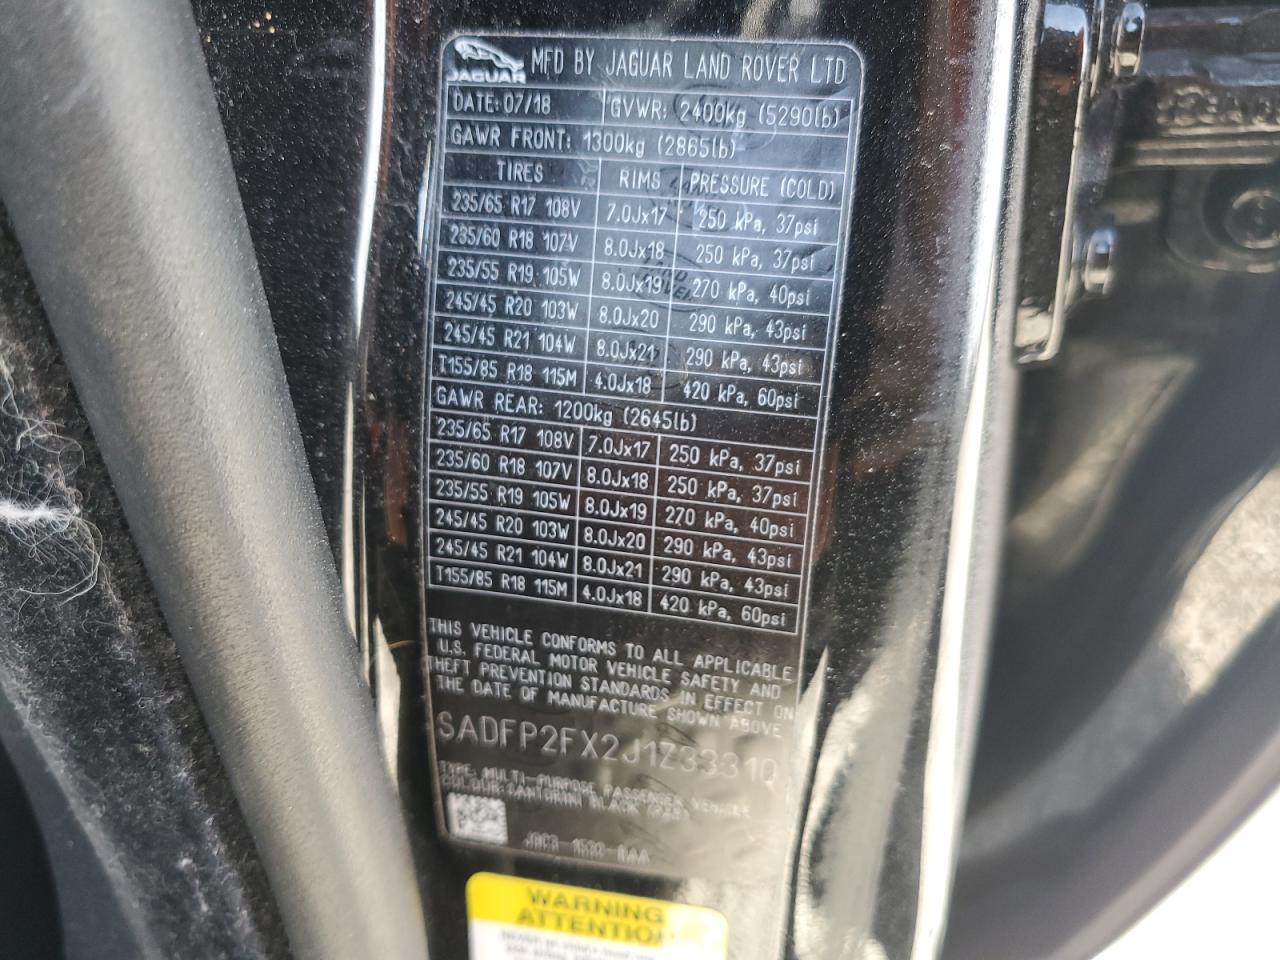 JAGUAR MFD BY JAGUAR LAND ROVER LTD
DATE: 07/18 GVWR: 2400kg (5290lb)
GAWR FRONT: 1300kg (2865lb)
TIRES RIMS PRESSURE (COLD)
235/65 R17 108V 7.0Jx17 250 kPa, 37psi
235/60 R18 107V 8.0Jx18 250 kPa, 37psi
235/55 R19 105W 8.0Jx19 270 kPa, 40psi
245/45 R20 103W 8.0Jx20 290 kPa, 43psi
245/45 R21 104W 8.0Jx21 290 kPa, 43psi
T155/85 R18 115M 4.0Jx18 420 kPa, 60psi
GAWR REAR: 1200kg (2645lb)
235/65 R17 108V 7.0Jx17 250 kPa, 37psi
235/60 R18 107V 8.0Jx18 250 kPa, 37psi
235/55 R19 105W 8.0Jx19 270 kPa, 40psi
245/45 R20 103W 8.0Jx20 290 kPa, 43psi
245/45 R21 104W 8.0Jx21 290 kPa, 43psi
T155/85 R18 115M 4.0Jx18 420 kPa, 60psi
THIS VEHICLE CONFORMS TO ALL APPLICABLE
U.S. FEDERAL MOTOR VEHICLE SAFETY AND
THEFT PREVENTION STANDARDS IN EFFECT ON
THE DATE OF MANUFACTURE SHOWN ABOVE
SADFP2FX2J1Z33310
TYPE: MULTI-PURPOSE PASSENGER VEHICLE
COLOUR: SANTORINI BLACK
WARNING
ATTENTION